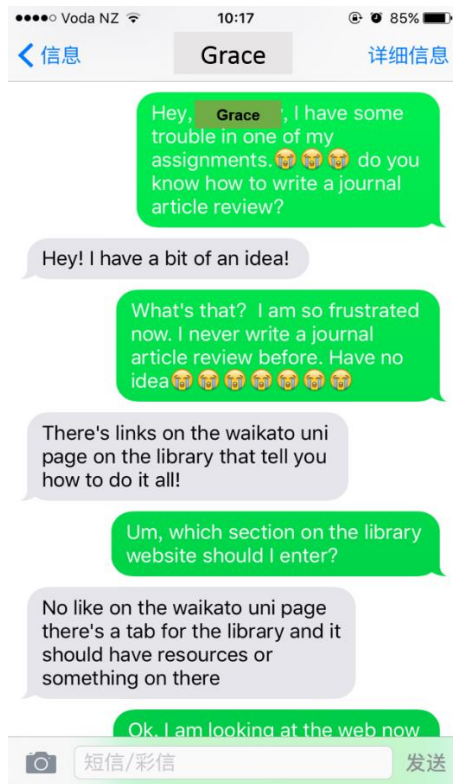 Voda NZ 10:17 85%
信息 Grace 详细信息
Hey, Grace, I have some
trouble in one of my
assignments.😭😭😭 do you
know how to write a journal
article review?
Hey! I have a bit of an idea!
What's that? I am so frustrated
now. I never write a journal
article review before. Have no
idea😭😭😭😭😭😭😭
There's links on the waikato uni
page on the library that tell you
how to do it all!
Um, which section on the library
website should I enter?
No like on the waikato uni page
there's a tab for the library and it
should have resources or
something on there
Ok. I am looking at the web now
短信/彩信 发送